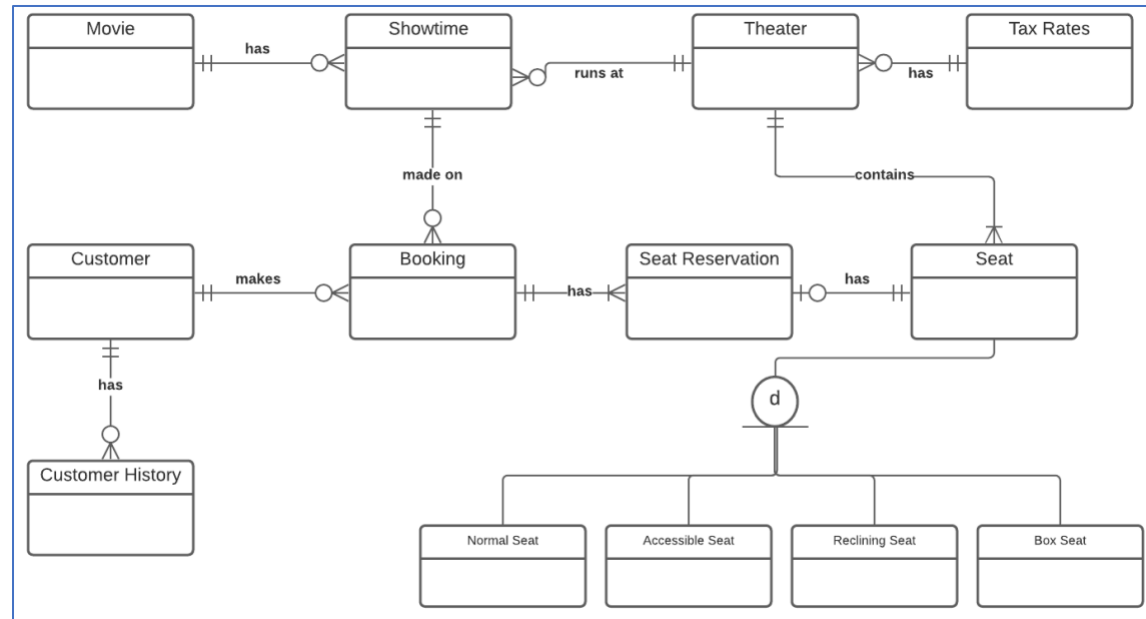 Movie
has
Showtime
runs at
Theater
has
Tax Rates
made on
contains
Customer
makes
Booking
has
Seat Reservation
has
Seat
has
d
Customer History
Normal Seat
Accessible Seat
Reclining Seat
Box Seat